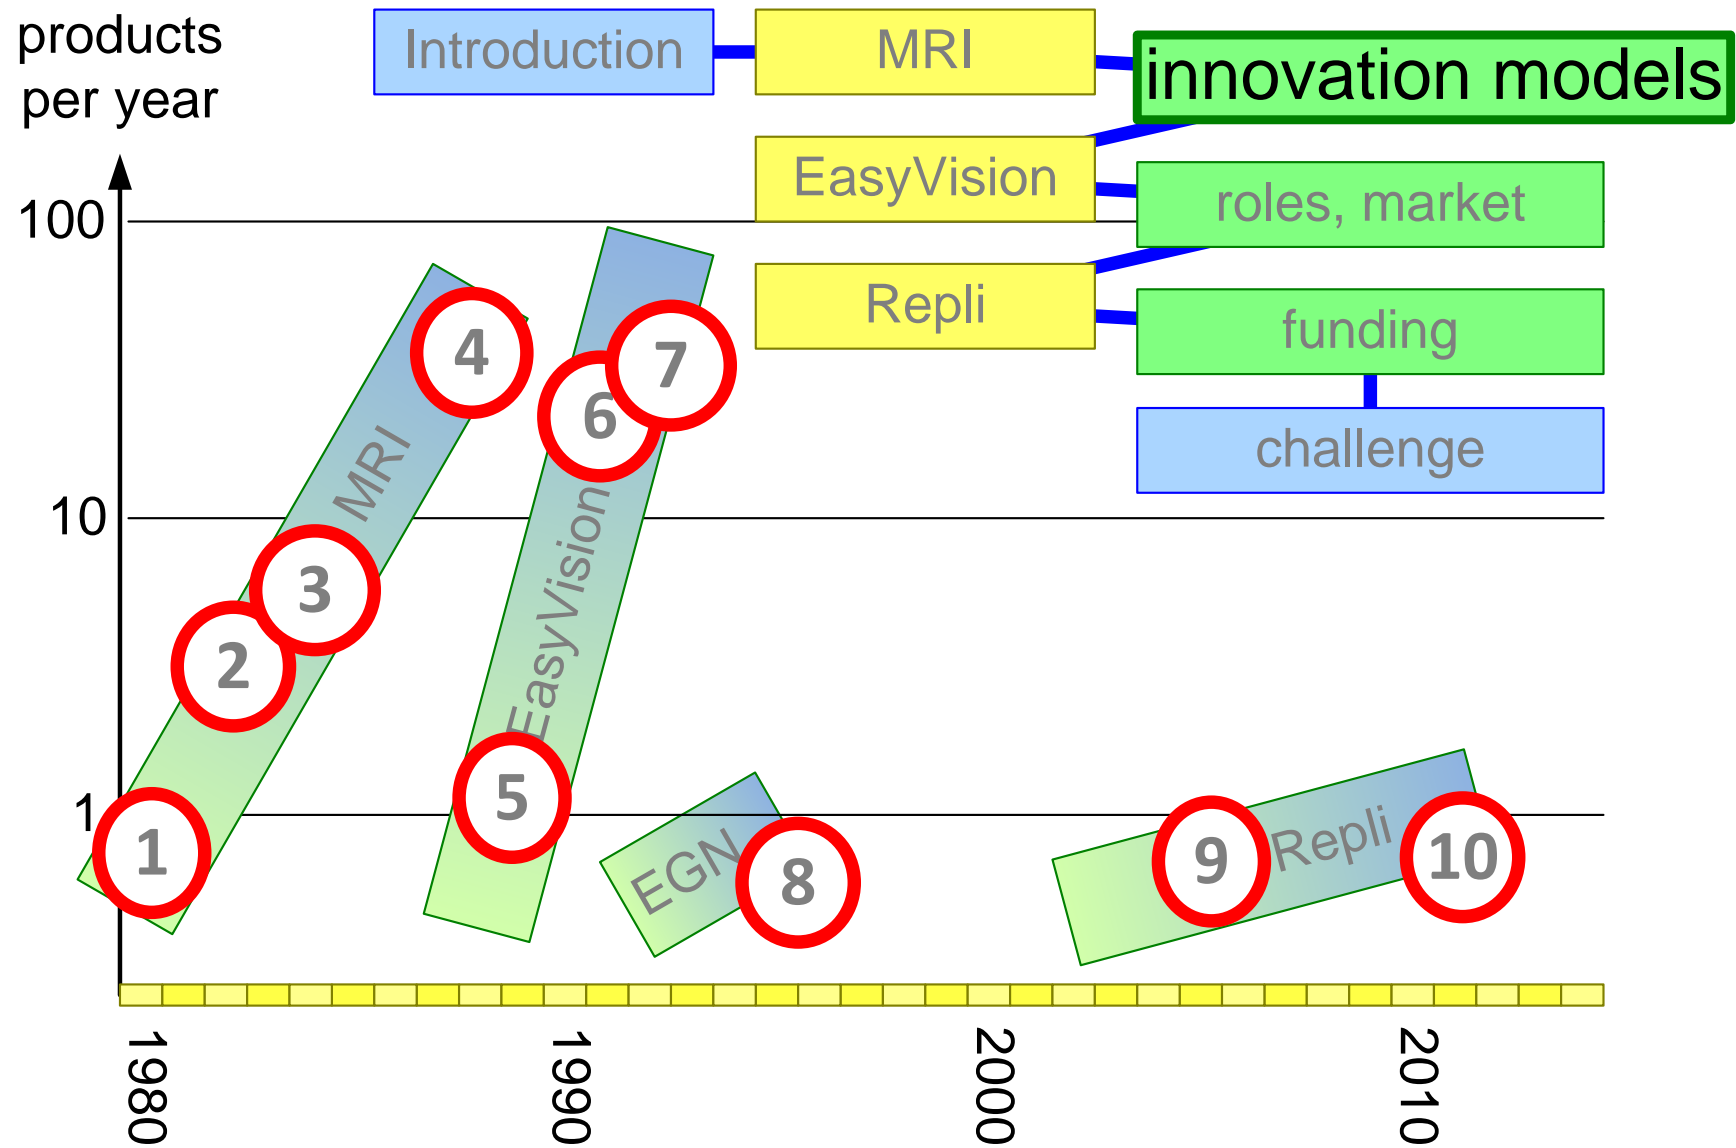 products
per year
Introduction
MRI
innovation models
EasyVision
roles, market
Repli
funding
challenge
100
10
1
MRI
EasyVision
EGN
Repli
1
2
3
4
5
6
7
8
9
10
1980
1990
2000
2010